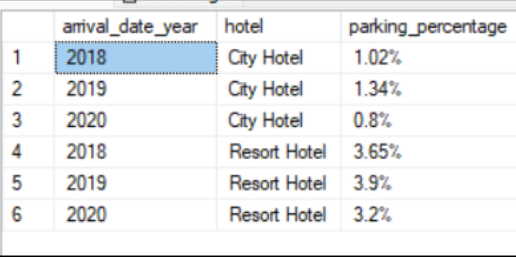 arrival_date_year hotel parking_percentage
1 2018 City Hotel 1.02%
2 2019 City Hotel 1.34%
3 2020 City Hotel 0.8%
4 2018 Resort Hotel 3.65%
5 2019 Resort Hotel 3.9%
6 2020 Resort Hotel 3.2%